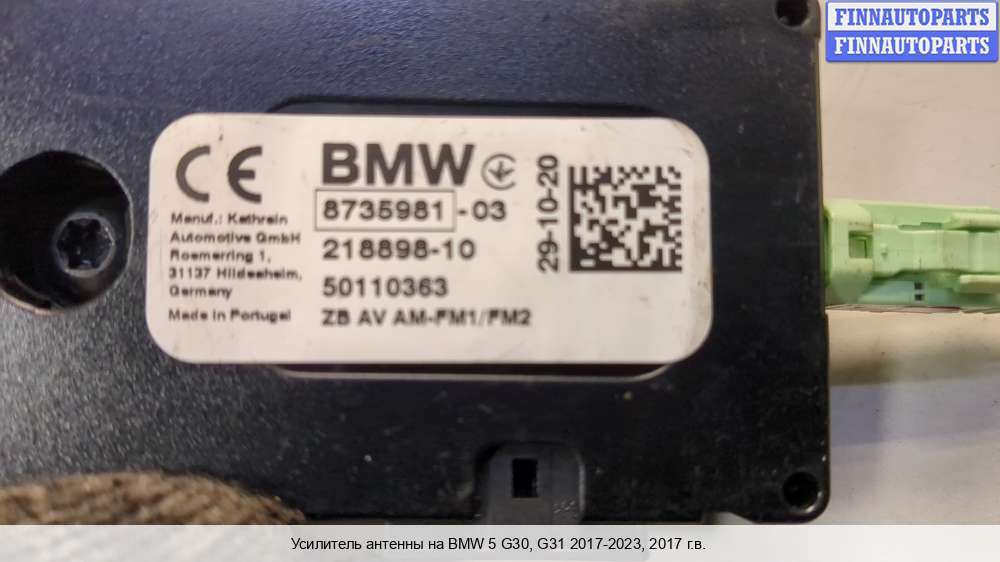 FINNAUTOPARTS
FINNAUTOPARTS
CE
BMW
8735981-03
218898-10
50110363
ZB AV AM-FM1/FM2
29-10-20
Manuf.: Kathrein
Automotive GmbH
Roemerring 1,
31137 Hildesheim,
Germany
Made in Portugal
Усилитель антенны на BMW 5 G30, G31 2017-2023, 2017 г.в.